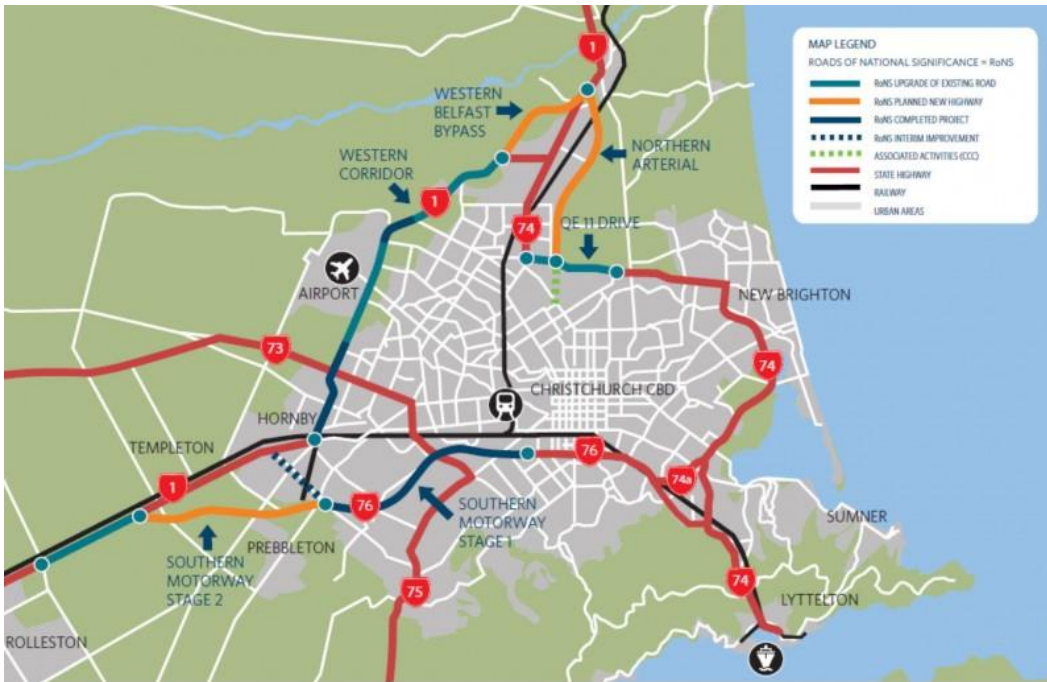 MAP LEGEND
ROADS OF NATIONAL SIGNIFICANCE = RoNS
RoNS UPGRADE OF EXISTING ROAD
RoNS PLANNED NEW HIGHWAY
RoNS COMPLETED PROJECT
RoNS INTERIM IMPROVEMENT
ASSOCIATED ACTIVITIES (CCC)
STATE HIGHWAY
RAILWAY
URBAN AREAS
1
WESTERN
BELFAST
BYPASS
NORTHERN
ARTERIAL
WESTERN
CORRIDOR
1
74
QE 11 DRIVE
AIRPORT
NEW BRIGHTON
73
74
CHRISTCHURCH CBD
HORNBY
TEMPLETON
76
74a
1
76
SOUTHERN
MOTORWAY
STAGE 1
SUMNER
PREBBLETON
SOUTHERN
MOTORWAY
STAGE 2
75
74
LYTTELTON
ROLLESTON